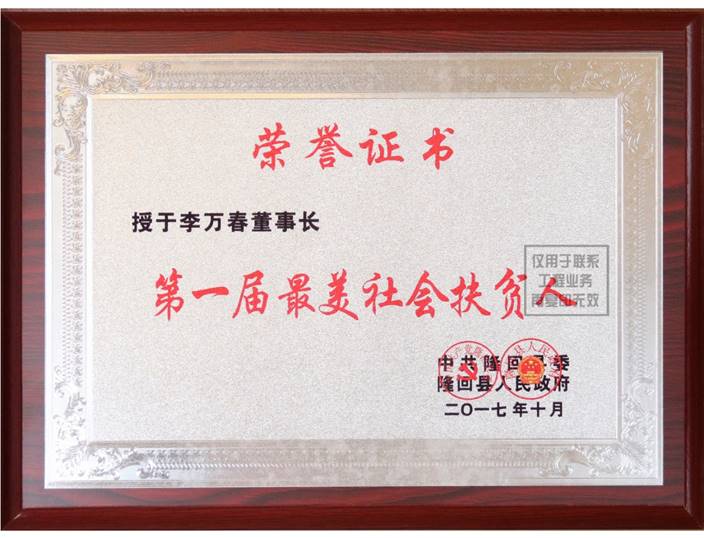 荣誉证书
授于李万春董事长
第一届最美社会扶贫人
仅用于联系
工程业务
再复印无效
中共隆回县委
隆回县人民政府
二〇一七年十月